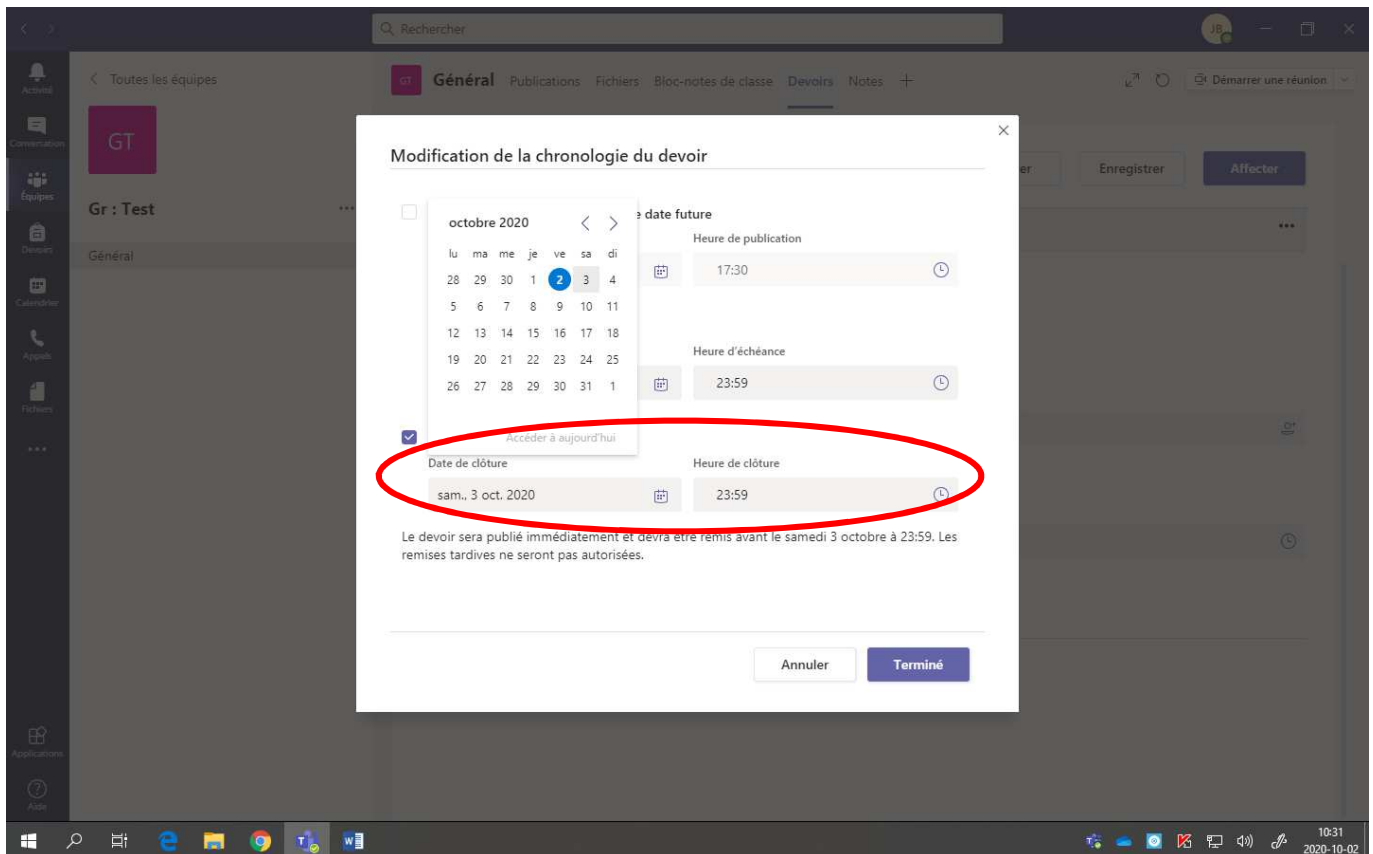 Rechercher
JB
Activité
Toutes les équipes
GT Général Publications Fichiers Bloc-notes de classe Devoirs Notes
Démarrer une réunion
Conversation
GT
Modification de la chronologie du devoir
er Enregistrer Affecter
Équipes
Gr : Test
e date future
octobre 2020
Heure de publication
Devoirs
Général
lu ma me je ve sa di
17:30
28 29 30 1 2 3 4
Calendrier
5 6 7 8 9 10 11
12 13 14 15 16 17 18
Appels
Heure d'échéance
19 20 21 22 23 24 25
23:59
26 27 28 29 30 31 1
Fichiers
Accéder à aujourd'hui
Date de clôture Heure de clôture
sam., 3 oct. 2020 23:59
Le devoir sera publié immédiatement et devra être remis avant le samedi 3 octobre à 23:59. Les
remises tardives ne seront pas autorisées.
Annuler Terminé
Applications
Aide
10:31
2020-10-02